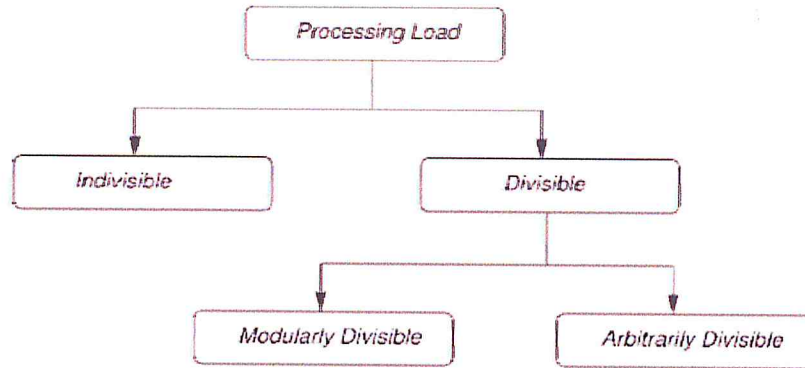 Processing Load
Indivisible
Divisible
Modularly Divisible
Arbitrarily Divisible